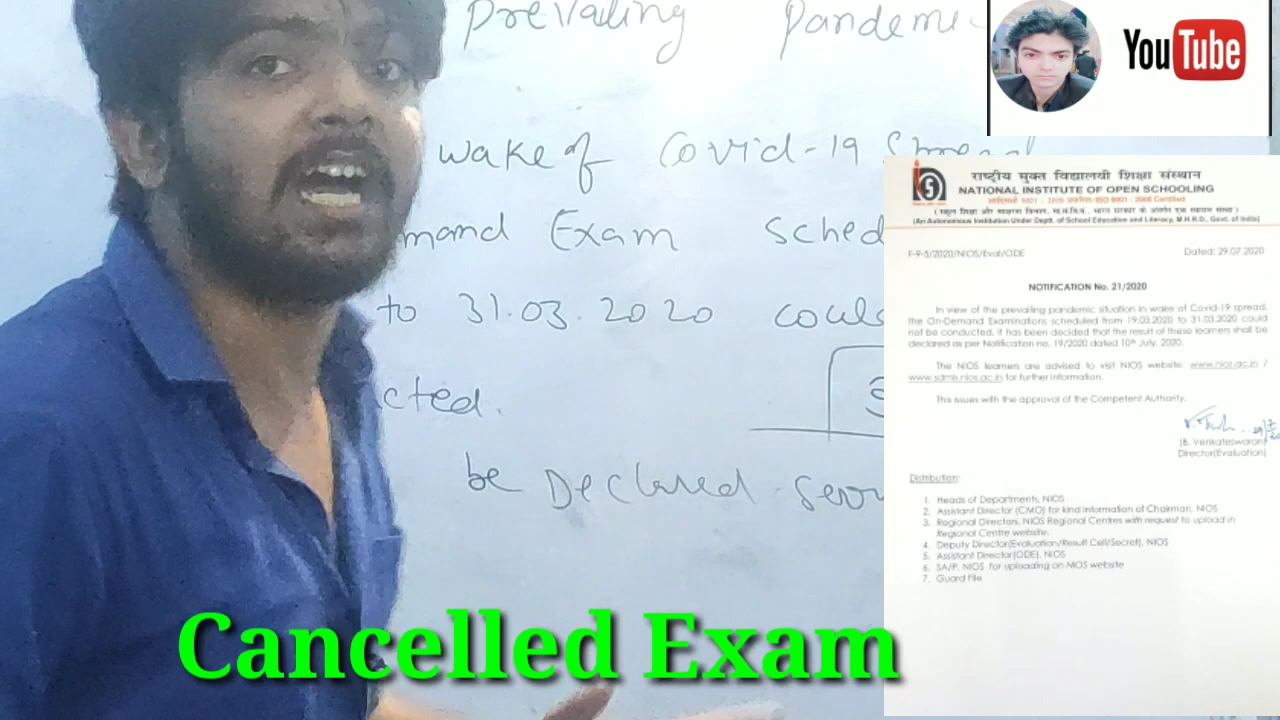 Prevailing Pandemic
YouTube
wake of Covid-19 Spread
mand Exam Sched
to 31.03.2020 could
cted.
be Declared
Cancelled Exam
राष्ट्रीय मुक्त विद्यालयी शिक्षा संस्थान
NATIONAL INSTITUTE OF OPEN SCHOOLING
(An Autonomous Institution Under Deptt. of School Education and Literacy, M.H.R.D., Govt. of India)
F-9-5/2020/NIOS/Eval/ODE Dated: 29.07.2020
NOTIFICATION No. 21/2020
In view of the prevailing pandemic situation in wake of Covid-19 spread,
the On-Demand Examinations scheduled from 19.03.2020 to 31.03.2020 could
not be conducted. It has been decided that the result of these learners shall be
declared as per Notification no. 19/2020 dated 10th July, 2020.
The NIOS learners are advised to visit NIOS website. www.nios.ac.in /
www.sdmis.nios.ac.in for further information.
This issues with the approval of the Competent Authority.
(B. Venkateswaran)
Director(Evaluation)
Distribution:
1. Heads of Departments, NIOS
2. Assistant Director (CMO) for kind information of Chairman, NIOS
3. Regional Directors, NIOS Regional Centres with request to upload in
Regional Centre website.
4. Deputy Director(Evaluation/Result Cell/Secret), NIOS
5. Assistant Director(ODE), NIOS
6. SA/P, NIOS for uploading on NIOS website
7. Guard File